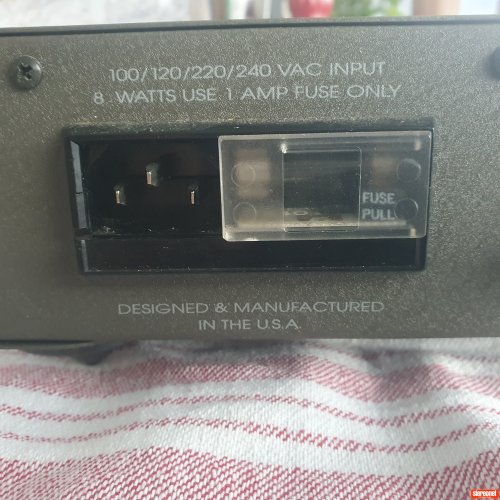 100/120/220/240 VAC INPUT
8 WATTS USE 1 AMP FUSE ONLY
FUSE
PULL
DESIGNED & MANUFACTURED
IN THE U.S.A.
stereonet